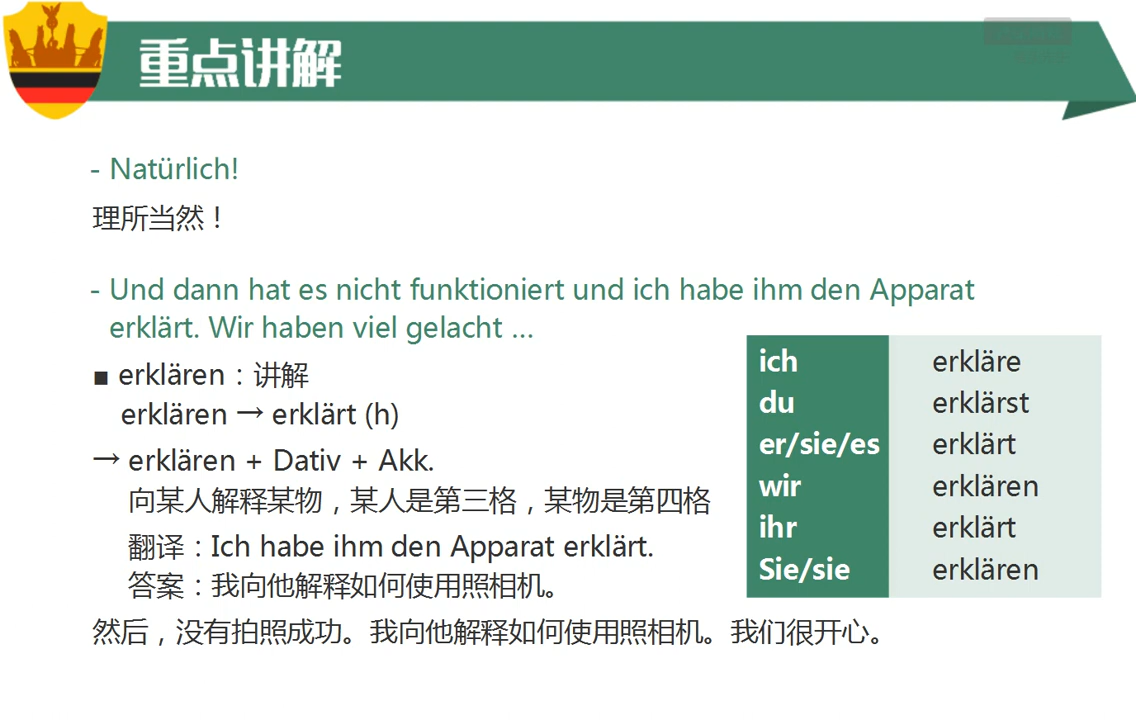 重点讲解
- Natürlich!
理所当然！
- Und dann hat es nicht funktioniert und ich habe ihm den Apparat
erklärt. Wir haben viel gelacht ...
■ erklären：讲解
erklären → erklärt (h)
→ erklären + Dativ + Akk.
向某人解释某物，某人是第三格，某物是第四格
翻译：Ich habe ihm den Apparat erklärt.
答案：我向他解释如何使用照相机。
然后，没有拍照成功。我向他解释如何使用照相机。我们很开心。
ich erkläre
du erklärst
er/sie/es erklärt
wir erklären
ihr erklärt
Sie/sie erklären